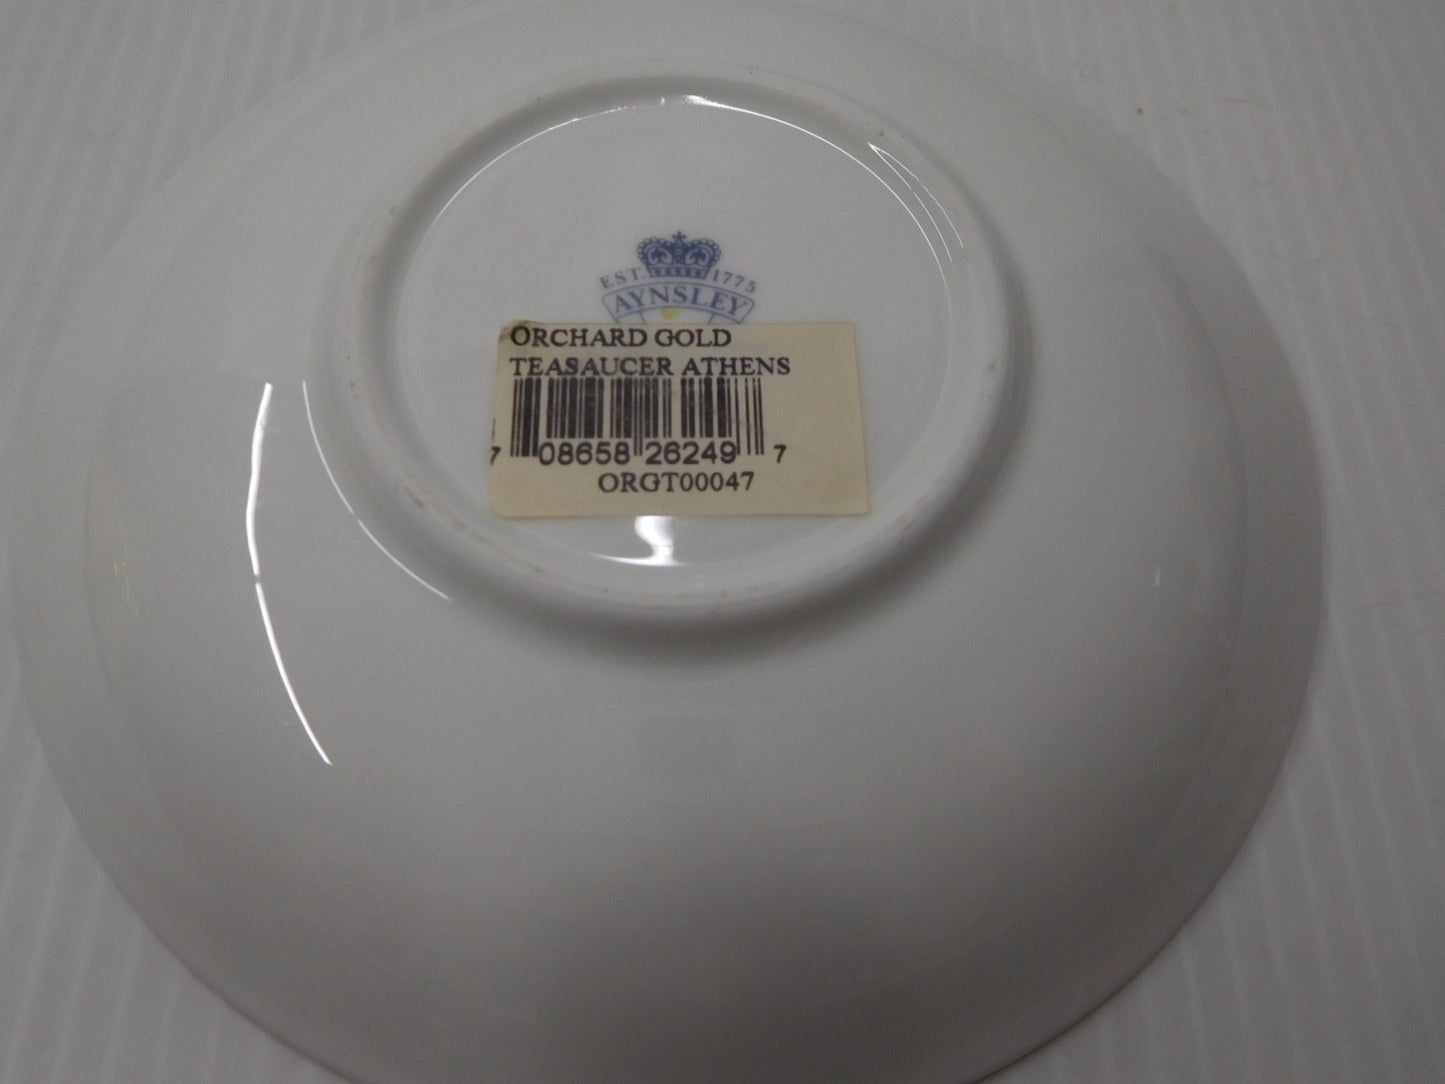 EST. 1775
AYNSLEY
ORCHARD GOLD
TEASAUCER ATHENS
7 08658 26249 7
ORGT00047